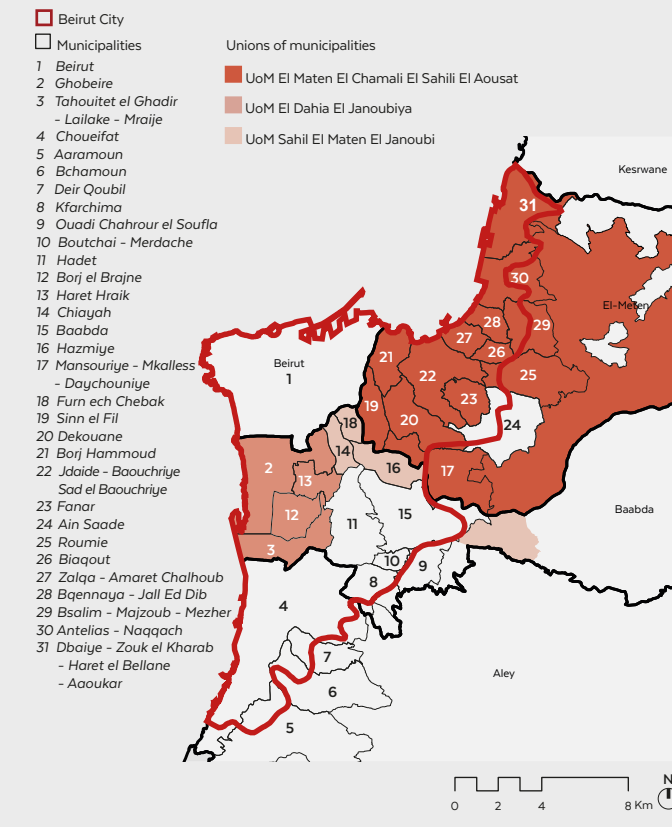 Beirut City
Municipalities
1 Beirut
2 Ghobeire
3 Tahouitet el Ghadir
- Lailake - Mraije
4 Choueifat
5 Aaramoun
6 Bchamoun
7 Deir Qoubil
8 Kfarchima
9 Ouadi Chahrour el Soufla
10 Boutchai - Merdache
11 Hadet
12 Borj el Brajne
13 Haret Hraik
14 Chiayah
15 Baabda
16 Hazmiye
17 Mansouriye - Mkalless
- Daychouniye
18 Furn ech Chebak
19 Sinn el Fil
20 Dekouane
21 Borj Hammoud
22 Jdaide - Baouchriye
Sad el Baouchriye
23 Fanar
24 Ain Saade
25 Roumie
26 Biaqout
27 Zalqa - Amaret Chalhoub
28 Bqennaya - Jall Ed Dib
29 Bsalim - Majzoub - Mezher
30 Antelias - Naqqach
31 Dbaiye - Zouk el Kharab
- Haret el Bellane
- Aaoukar
Unions of municipalities
UoM El Maten El Chamali El Sahili El Aousat
UoM El Dahia El Janoubiya
UoM Sahil El Maten El Janoubi
Kesrwane
31
30
El-Meten
28
29
27
26
21
Beirut
1
22
25
23
19
20
18
24
14
2
16
17
13
12
11
15
Baabda
3
10
9
8
4
7
Aley
6
5
N
0 2 4 8 Km